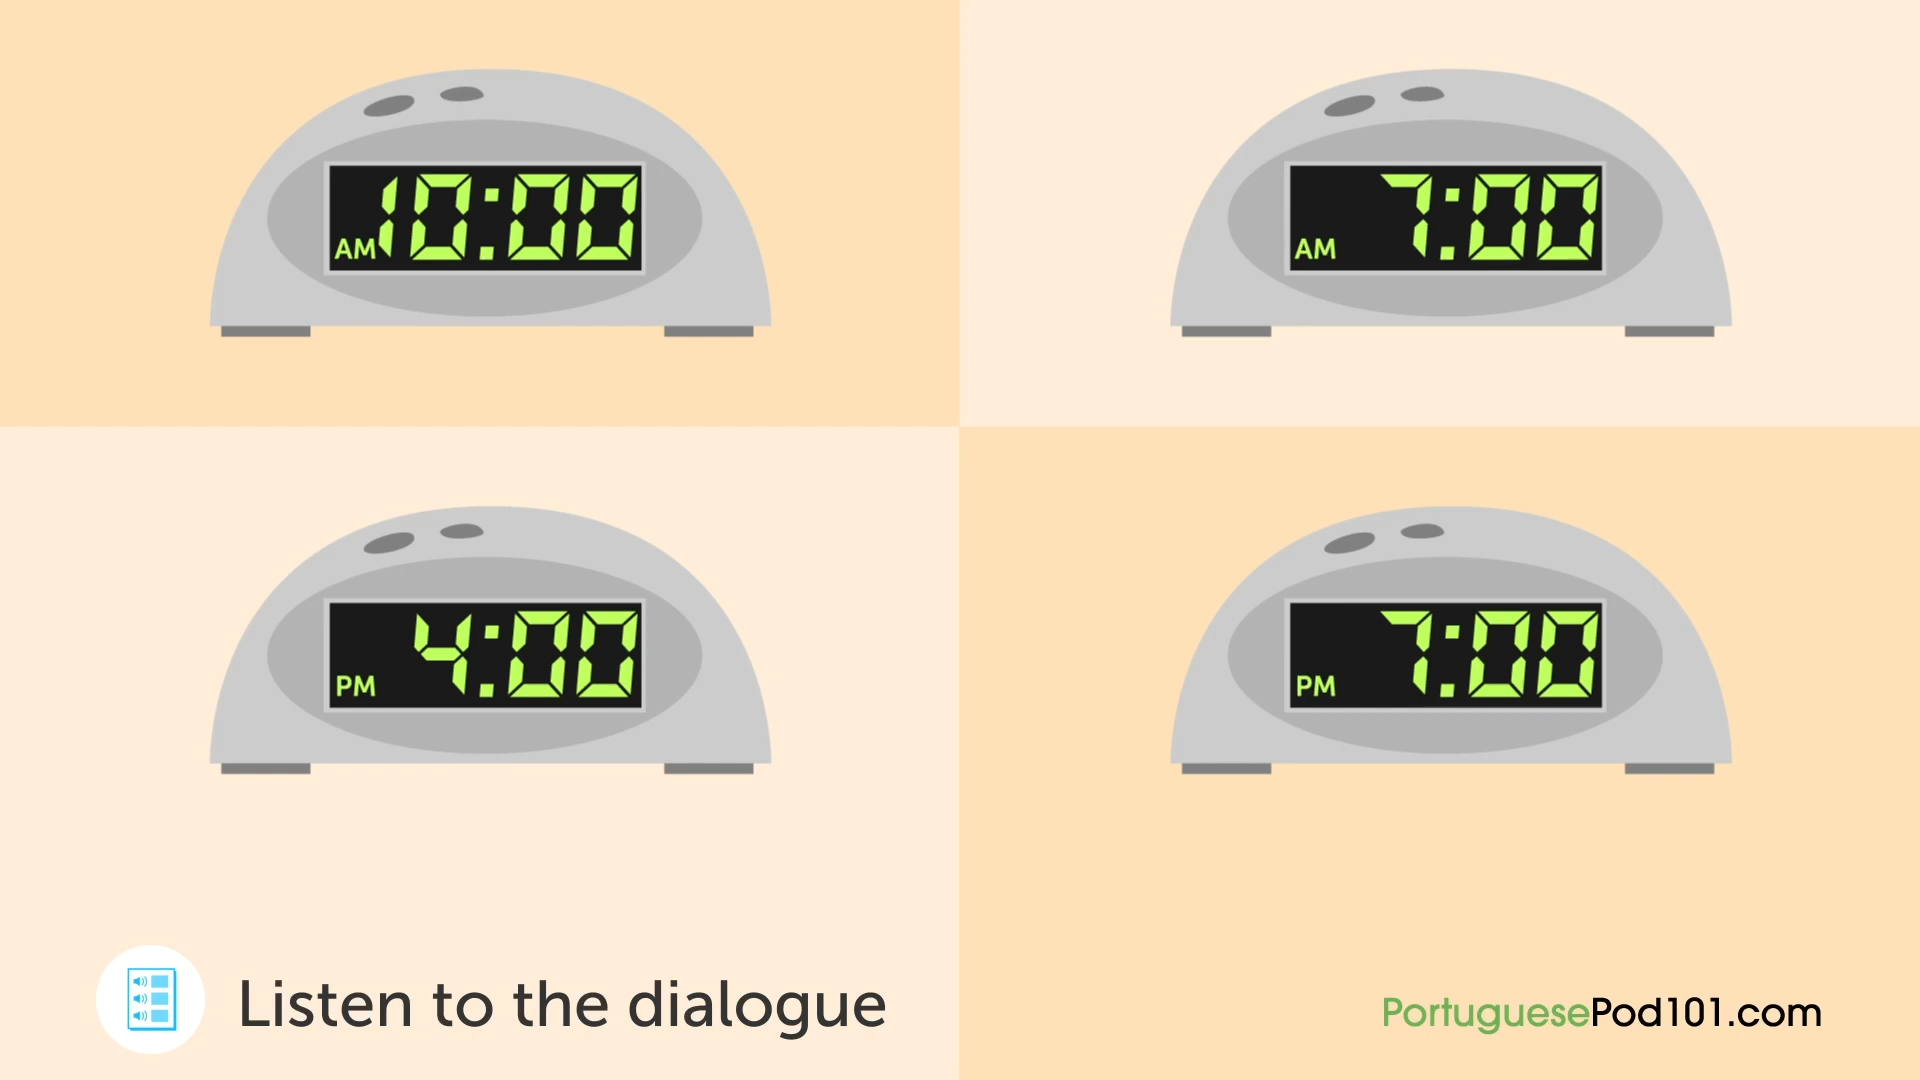 AM 10:00
AM 7:00
PM 4:00
PM 7:00
Listen to the dialogue
PortuguesePod101.com